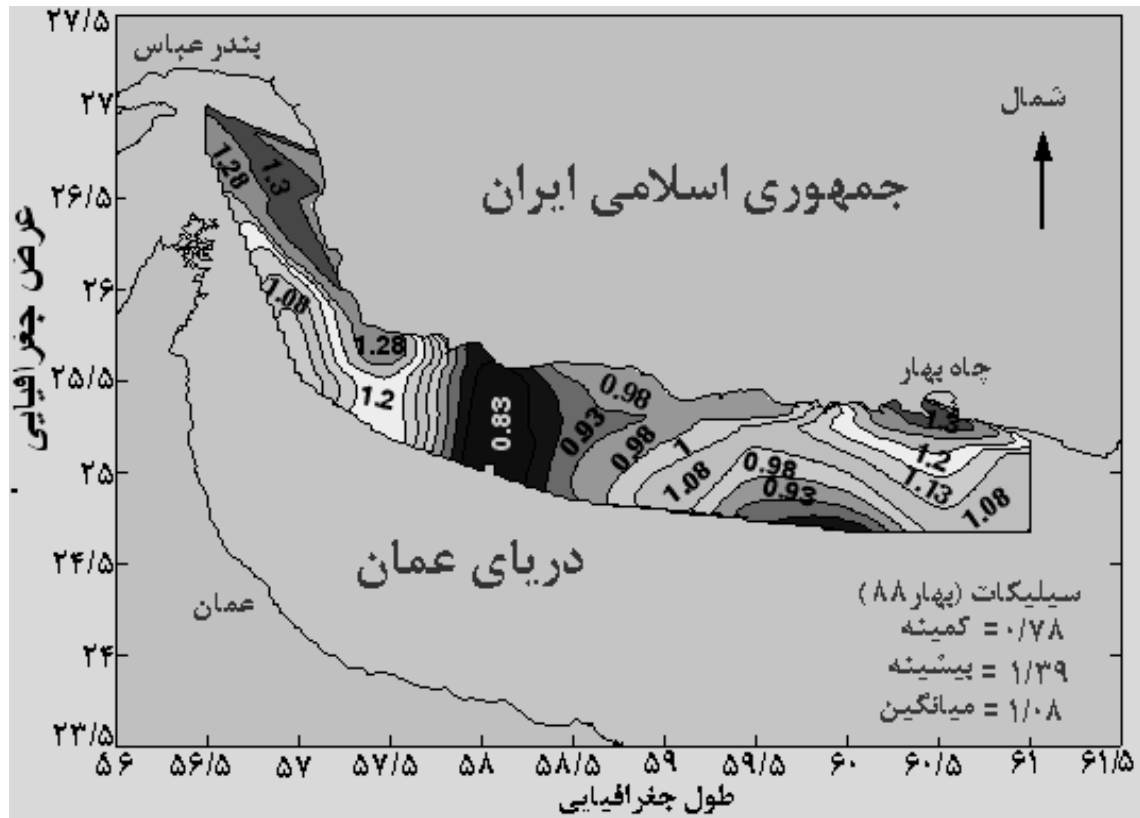 ۲۷/۵
بندر عباس
۲۷
شمال
1.28
1.3
۲۶/۵
جمهوری اسلامی ایران
عرض جغرافیایی
۲۶
1.08
1.28
۲۵/۵
چاه بهار
0.98
1.3
1.2
0.83
0.93
0.98
1
1.2
1.13
۲۵
1.08
0.98
0.93
1.08
دریای عمان
۲۴/۵
عمان
سیلیکات (بهار۸۸)
کمینه = ۰/۷۸
۲۴
بیشینه = ۱/۳۹
میانگین = ۱/۰۸
۲۳/۵
۵۶ ۵۶/۵ ۵۷ ۵۷/۵ ۵۸ ۵۸/۵ ۵۹ ۵۹/۵ ۶۰ ۶۰/۵ ۶۱ ۶۱/۵
طول جغرافیایی